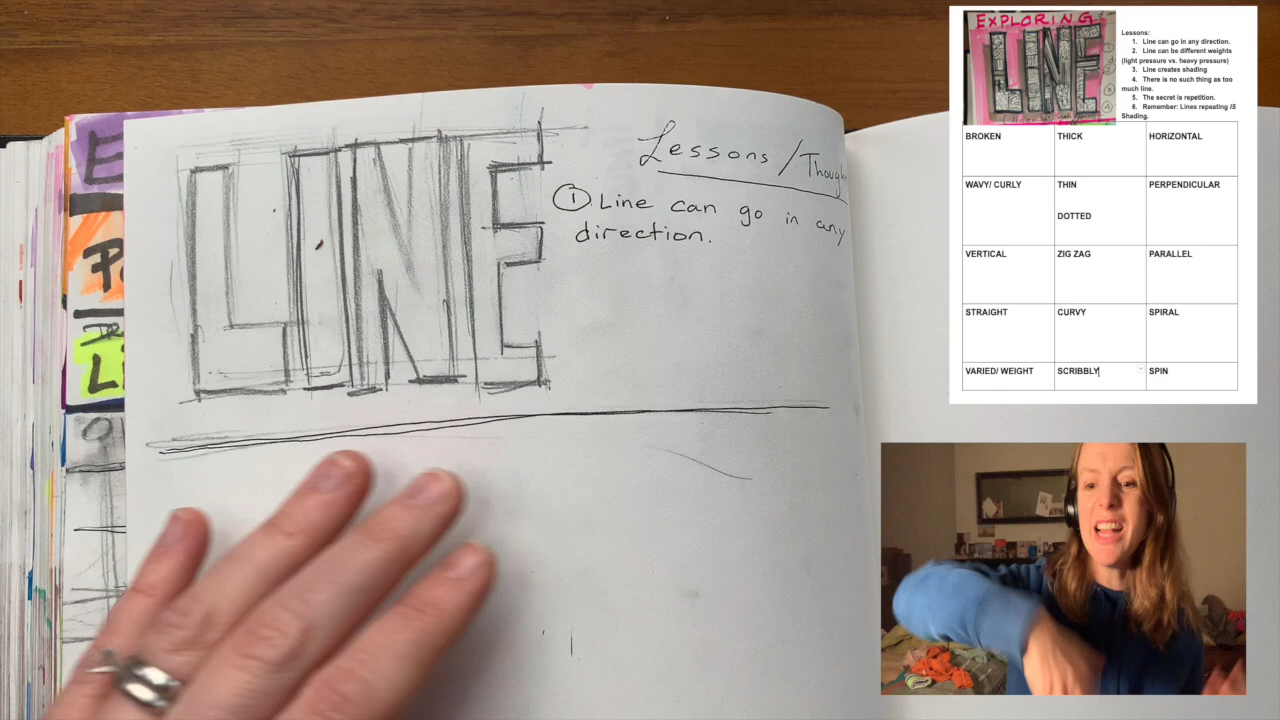 LINE
Lessons/Though
① Line can go in any
direction.
EXPLORING
LINE
Lessons:
1. Line can go in any direction.
2. Line can be different weights
(light pressure vs. heavy pressure)
3. Line creates shading
4. There is no such thing as too
much line.
5. The secret is repetition.
6. Remember: Lines repeating IS
Shading.
BROKEN THICK HORIZONTAL
WAVY/ CURLY THIN PERPENDICULAR
DOTTED
VERTICAL ZIG ZAG PARALLEL
STRAIGHT CURVY SPIRAL
VARIED/ WEIGHT SCRIBBLY SPIN